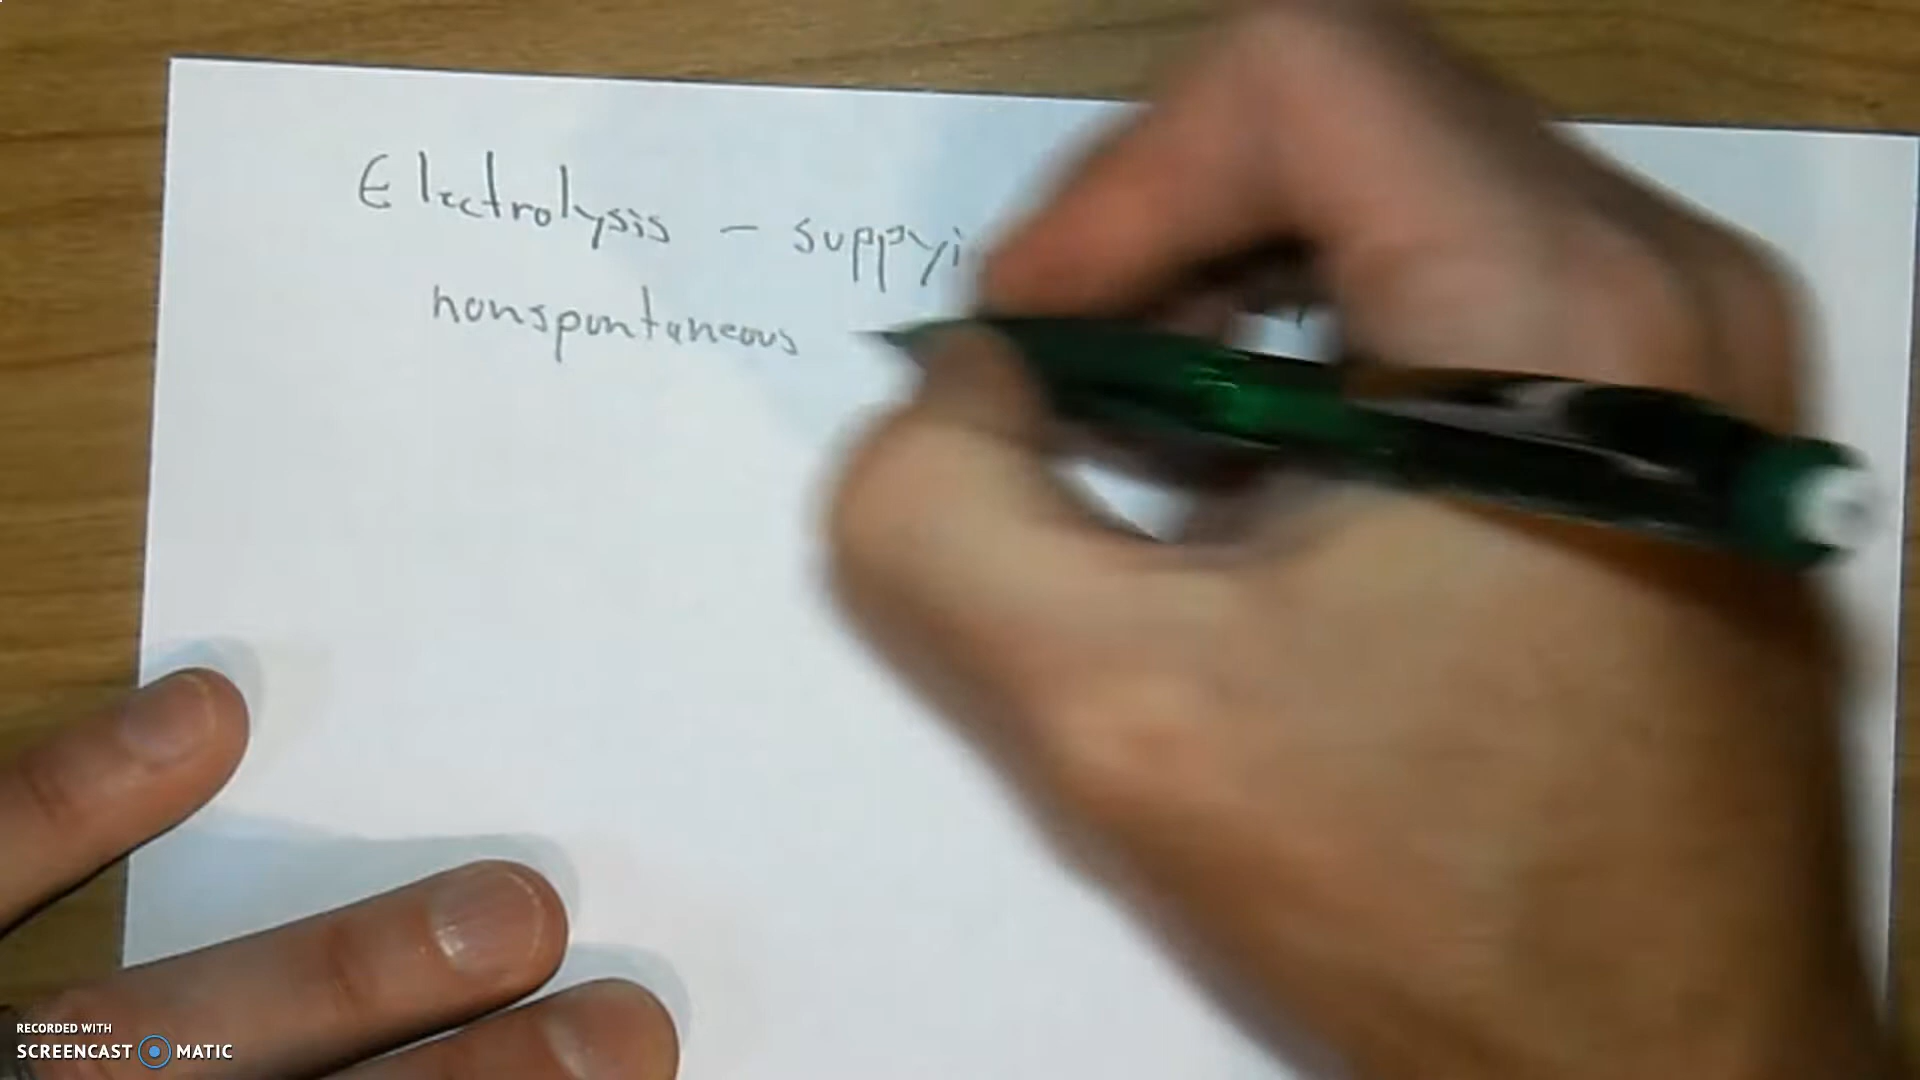 Electrolysis - suppyi
nonspontaneous
RECORDED WITH
SCREENCAST MATIC